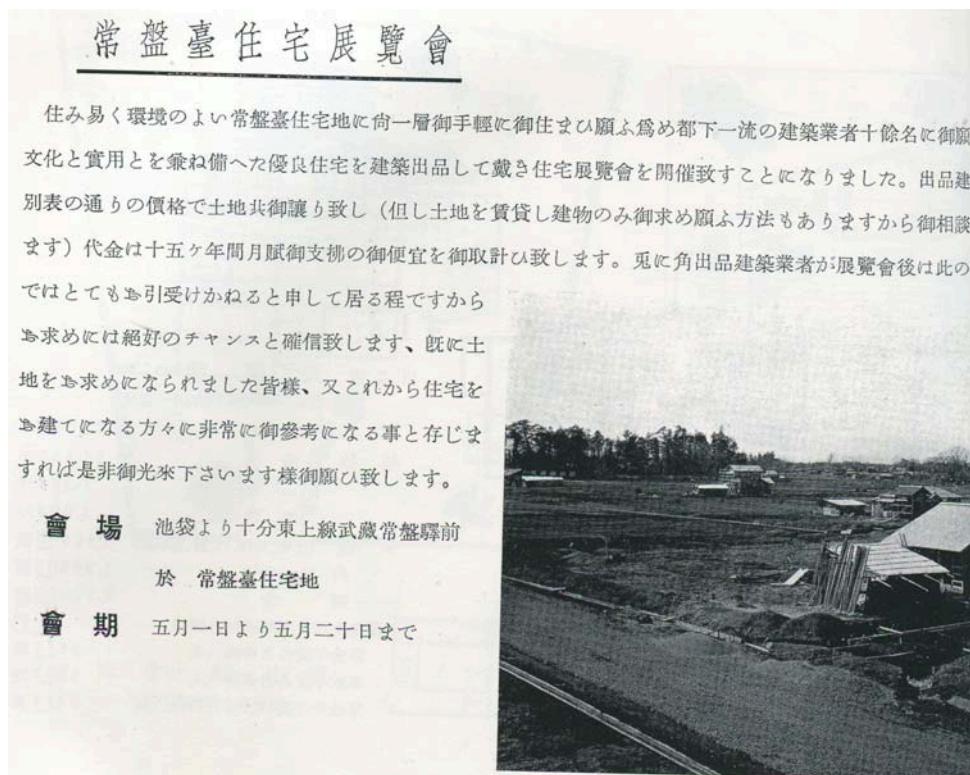 常盤臺住宅展覽會
住み易く環境のよい常盤臺住宅地に尙一層御手輕に御住まひ願ふ爲め都下一流の建築業者十餘名に御願
文化と實用とを兼ね備へた優良住宅を建築出品して戴き住宅展覽會を開催致すことになりました。出品建
別表の通りの價格で土地共御讓り致し（但し土地を賃貸し建物のみ御求め願ふ方法もありますから御相談
ます）代金は十五ケ年間月賦御支拂の御便宜を御取計ひ致します。兎に角出品建築業者が展覽會後は此の
ではとてもお引受けかねると申して居る程ですから
お求めには絕好のチャンスと確信致します、旣に土
地をお求めになられました皆樣、又これから住宅を
お建てになる方々に非常に御參考になる事と存じま
すれば是非御光來下さいます樣御願ひ致します。
會場 池袋より十分東上線武藏常盤驛前
於 常盤臺住宅地
會期 五月一日より五月二十日まで